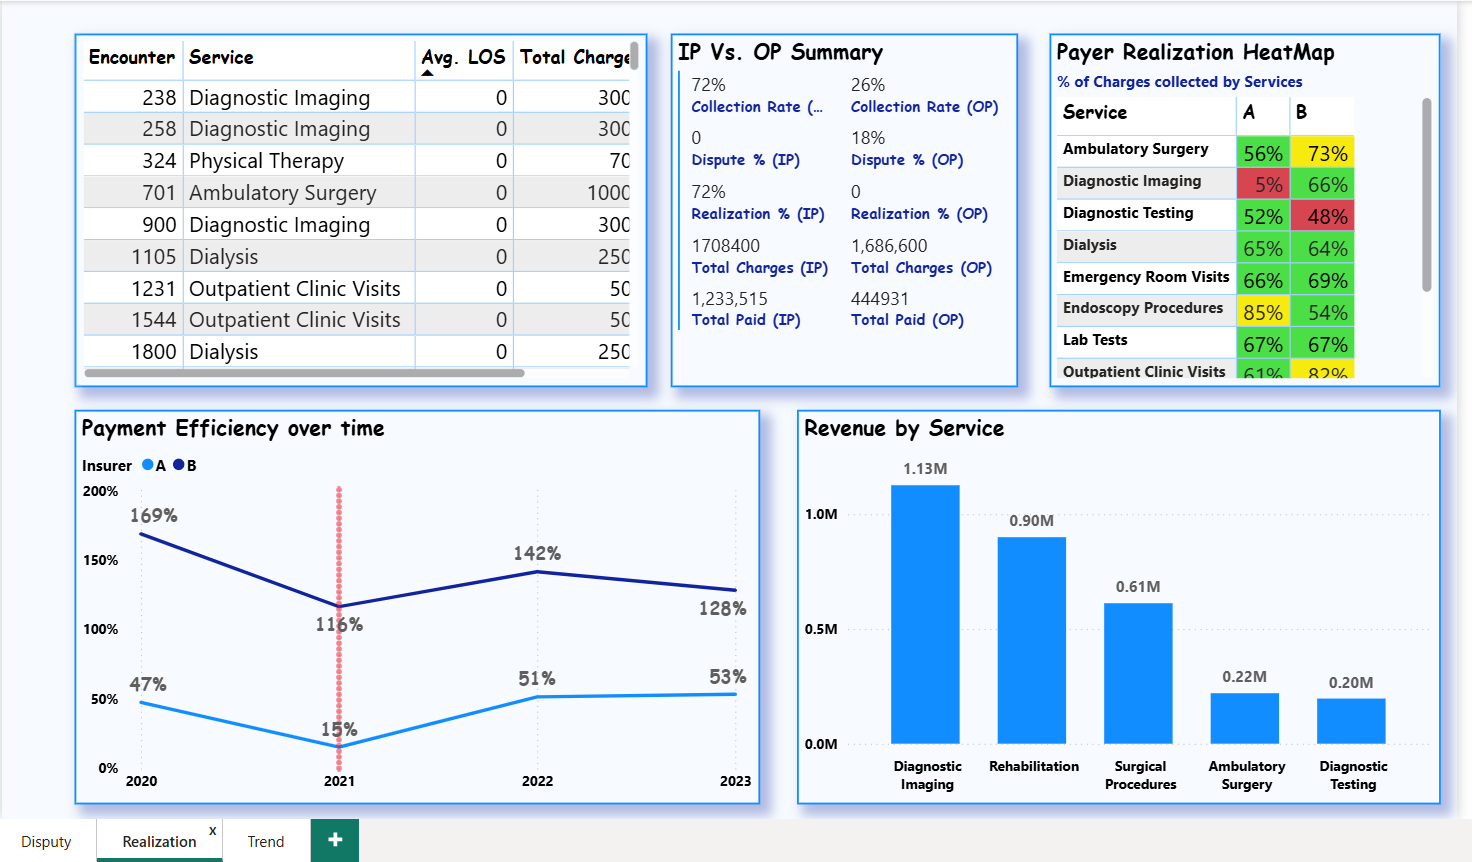 Encounter Service Avg. LOS Total Charge
238 Diagnostic Imaging 0 300
258 Diagnostic Imaging 0 300
324 Physical Therapy 0 70
701 Ambulatory Surgery 0 1000
900 Diagnostic Imaging 0 300
1105 Dialysis 0 250
1231 Outpatient Clinic Visits 0 50
1544 Outpatient Clinic Visits 0 50
1800 Dialysis 0 250
IP Vs. OP Summary
72% 26%
Collection Rate (... Collection Rate (OP)
0 18%
Dispute % (IP) Dispute % (OP)
72% 0
Realization % (IP) Realization % (OP)
1708400 1,686,600
Total Charges (IP) Total Charges (OP)
1,233,515 444931
Total Paid (IP) Total Paid (OP)
Payer Realization HeatMap
% of Charges collected by Services
Service A B
Ambulatory Surgery 56% 73%
Diagnostic Imaging 5% 66%
Diagnostic Testing 52% 48%
Dialysis 65% 64%
Emergency Room Visits 66% 69%
Endoscopy Procedures 85% 54%
Lab Tests 67% 67%
Outpatient Clinic Visits 61% 82%
Payment Efficiency over time
Insurer A B
200%
169%
150%
142%
128%
116%
100%
53%
51%
47%
50%
15%
0%
2020 2021 2022 2023
Revenue by Service
1.13M
1.0M
0.90M
0.61M
0.5M
0.22M
0.20M
0.0M
Diagnostic Rehabilitation Surgical Ambulatory Diagnostic
Imaging Procedures Surgery Testing
Disputy Realization x Trend +